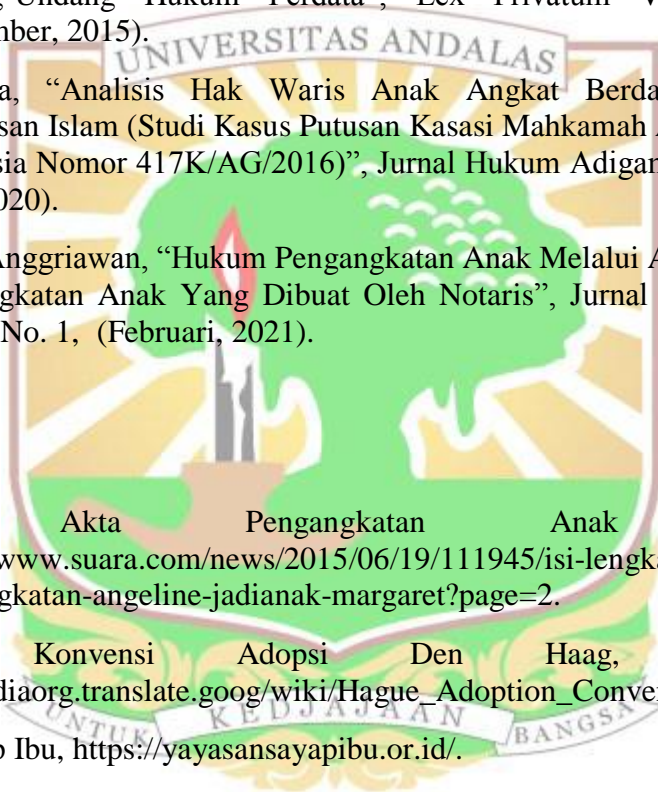 Undang Hukum Perdata", Lex Privatum V
mber, 2015).
UNIVERSITAS ANDALAS
a, “Analisis Hak Waris Anak Angkat Berda
san Islam (Studi Kasus Putusan Kasasi Mahkamah A
sia Nomor 417K/AG/2016)”, Jurnal Hukum Adigan
020).
Anggriawan, “Hukum Pengangkatan Anak Melalui A
gkatan Anak Yang Dibuat Oleh Notaris”, Jurnal
No. 1, (Februari, 2021).
Akta Pengangkatan Anak
www.suara.com/news/2015/06/19/111945/isi-lengka
gkatan-angeline-jadianak-margaret?page=2.
Konvensi Adopsi Den Haag,
diaorg.translate.goog/wiki/Hague_Adoption_Conve
UNTUK KEDJAJAAN BANGSA
p Ibu, https://yayasansayapibu.or.id/.